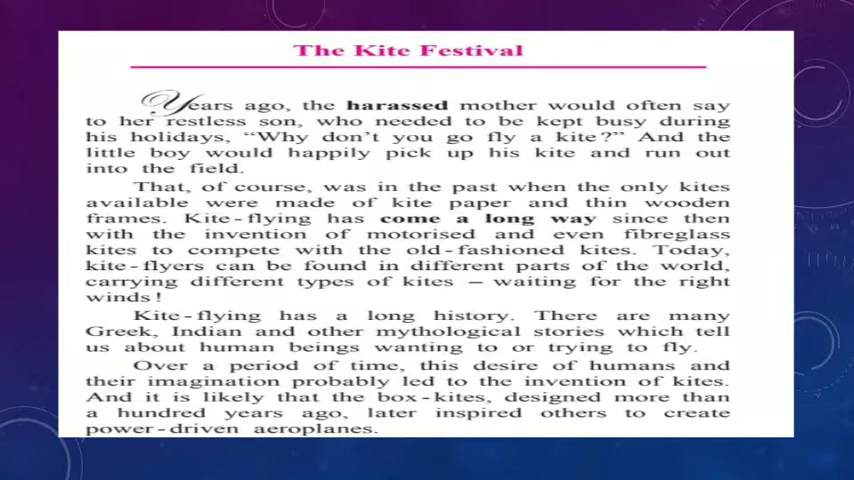 The Kite Festival
Years ago, the harassed mother would often say
to her restless son, who needed to be kept busy during
his holidays, “Why don’t you go fly a kite?” And the
little boy would happily pick up his kite and run out
into the field.
That, of course, was in the past when the only kites
available were made of kite paper and thin wooden
frames. Kite-flying has come a long way since then
with the invention of motorised and even fibreglass
kites to compete with the old-fashioned kites. Today,
kite-flyers can be found in different parts of the world,
carrying different types of kites – waiting for the right
winds!
Kite-flying has a long history. There are many
Greek, Indian and other mythological stories which tell
us about human beings wanting to or trying to fly.
Over a period of time, this desire of humans and
their imagination probably led to the invention of kites.
And it is likely that the box-kites, designed more than
a hundred years ago, later inspired others to create
power-driven aeroplanes.